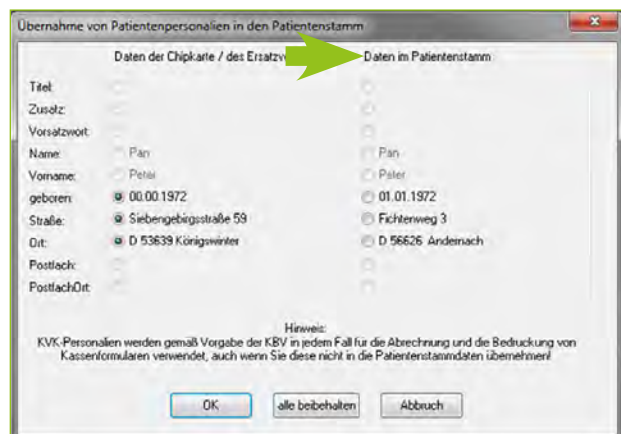 Übernahme von Patientenpersonalien in den Patientenstamm
Daten der Chipkarte / des Daten im Patientenstamm
Titel:
Zusatz:
Vorsatzwort:
Name: Pan Pan
Vorname: Peter Peter
geboren: 00.00.1972 01.01.1972
Straße: Siebengebirgsstraße 59 Fichtenweg 3
Ort: D 53639 Königswinter D 56626 Andernach
Postfach:
PostfachOrt:
Hinweis:
KVK-Personalien werden gemäß Vorgabe der KBV in jedem Fall für die Abrechnung und die Bedruckung von
Kassenformularen verwendet, auch wenn Sie diese nicht in die Patientenstammdaten übernehmen!
OK alle beibehalten Abbruch